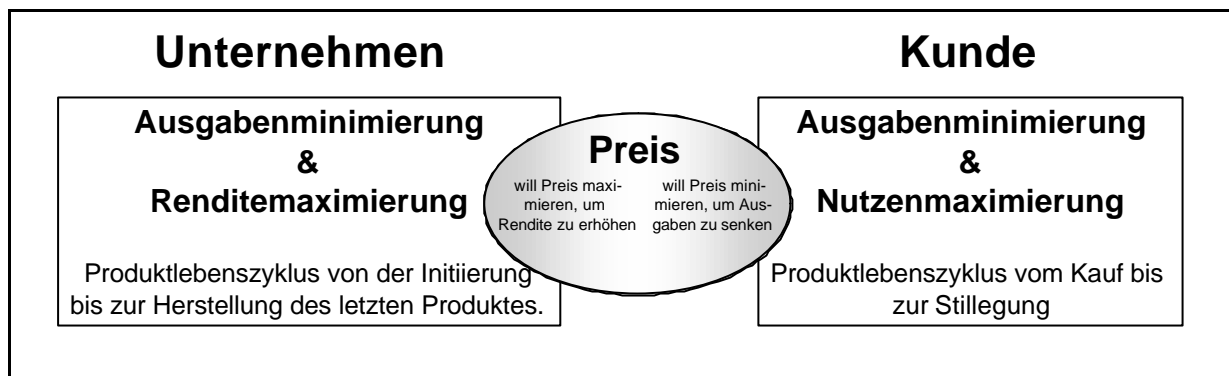 Unternehmen
Kunde
Ausgabenminimierung
&
Renditemaximierung
Produktlebenszyklus von der Initiierung
bis zur Herstellung des letzten Produktes.
Preis
will Preis maxi-
mieren, um
Rendite zu erhöhen
will Preis mini-
mieren, um Aus-
gaben zu senken
Ausgabenminimierung
&
Nutzenmaximierung
Produktlebenszyklus vom Kauf bis
zur Stillegung